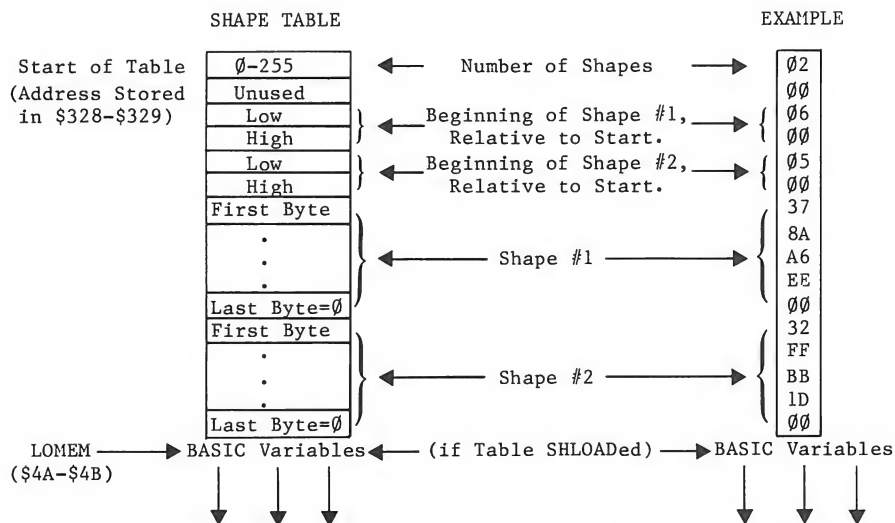 SHAPE TABLE EXAMPLE
Start of Table Ø-255 Number of Shapes Ø2
(Address Stored Unused ØØ
in $328-$329) Low Beginning of Shape #1, Ø6
High Relative to Start. ØØ
Low Beginning of Shape #2, Ø5
High Relative to Start. ØØ
First Byte 37
. 8A
. Shape #1 A6
. EE
Last Byte=Ø ØØ
First Byte 32
. FF
. Shape #2 BB
. 1D
Last Byte=Ø ØØ
LOMEM BASIC Variables (if Table SHLOADed) BASIC Variables
($4A-$4B)